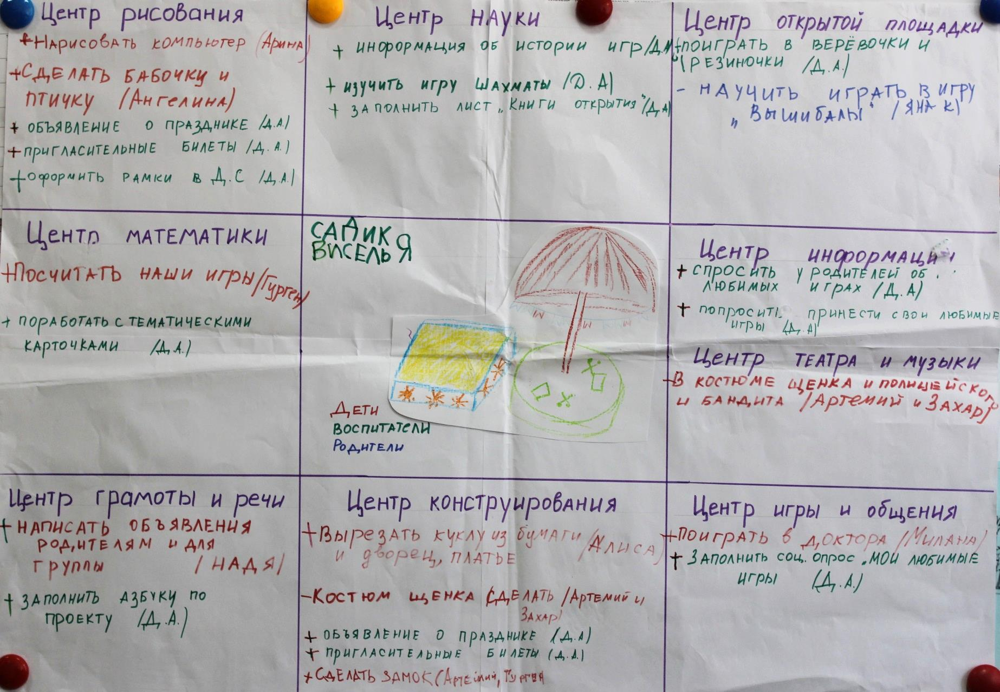 Центр рисования
+ Нарисовать компьютер (Арина)
+ Сделать бабочку и
птичку /Ангелина)
+ объявление о празднике /Д.А.)
+ пригласительные билеты /Д.А.)
+ оформить рамки в Д.С /Д.А.)
Центр науки
+ информация об истории игр /Д.А
+ изучить игру шахматы /Д.А)
+ заполнить лист „Книги открытия" /Д.А)
Центр открытой площадки
+ поиграть в верёвочки и
резиночки /Д.А.)
- научить играть в игру
„Вышибалы" /Яна К)
Центр математики
+ Посчитать наши игры /Гурген)
+ поработать с тематическими
карточками /Д.А.)
САДИК
ВИСЕЛЬЯ
Дети
воспитатели
Родители
Центр информаци
+ спросить у родителей об
любимых играх /Д.А)
+ попросить принести свои любимые
игры (Д.А)
Центр театра и музыки
- В костюме щенка и полицейского
и бандита /Артемий и Захар)
Центр грамоты и речи
+ написать объявления
родителям и для
группы /Надя/
+ заполнить азбуку по
проекту (Д.А.)
Центр конструирования
+ Вырезать куклу из бумаги /Алиса)
и дворец, платье
- Костюм щенка сделать /Артемий и
Захар)
+ объявление о празднике (Д.А)
+ пригласительные билеты (Д.А.)
+ сделать замок (Артемий, Гурген
Центр игры и общения
+ Поиграть в доктора /Милана)
+ Заполнить соц. опрос „Мои любимые
игры (Д.А.)